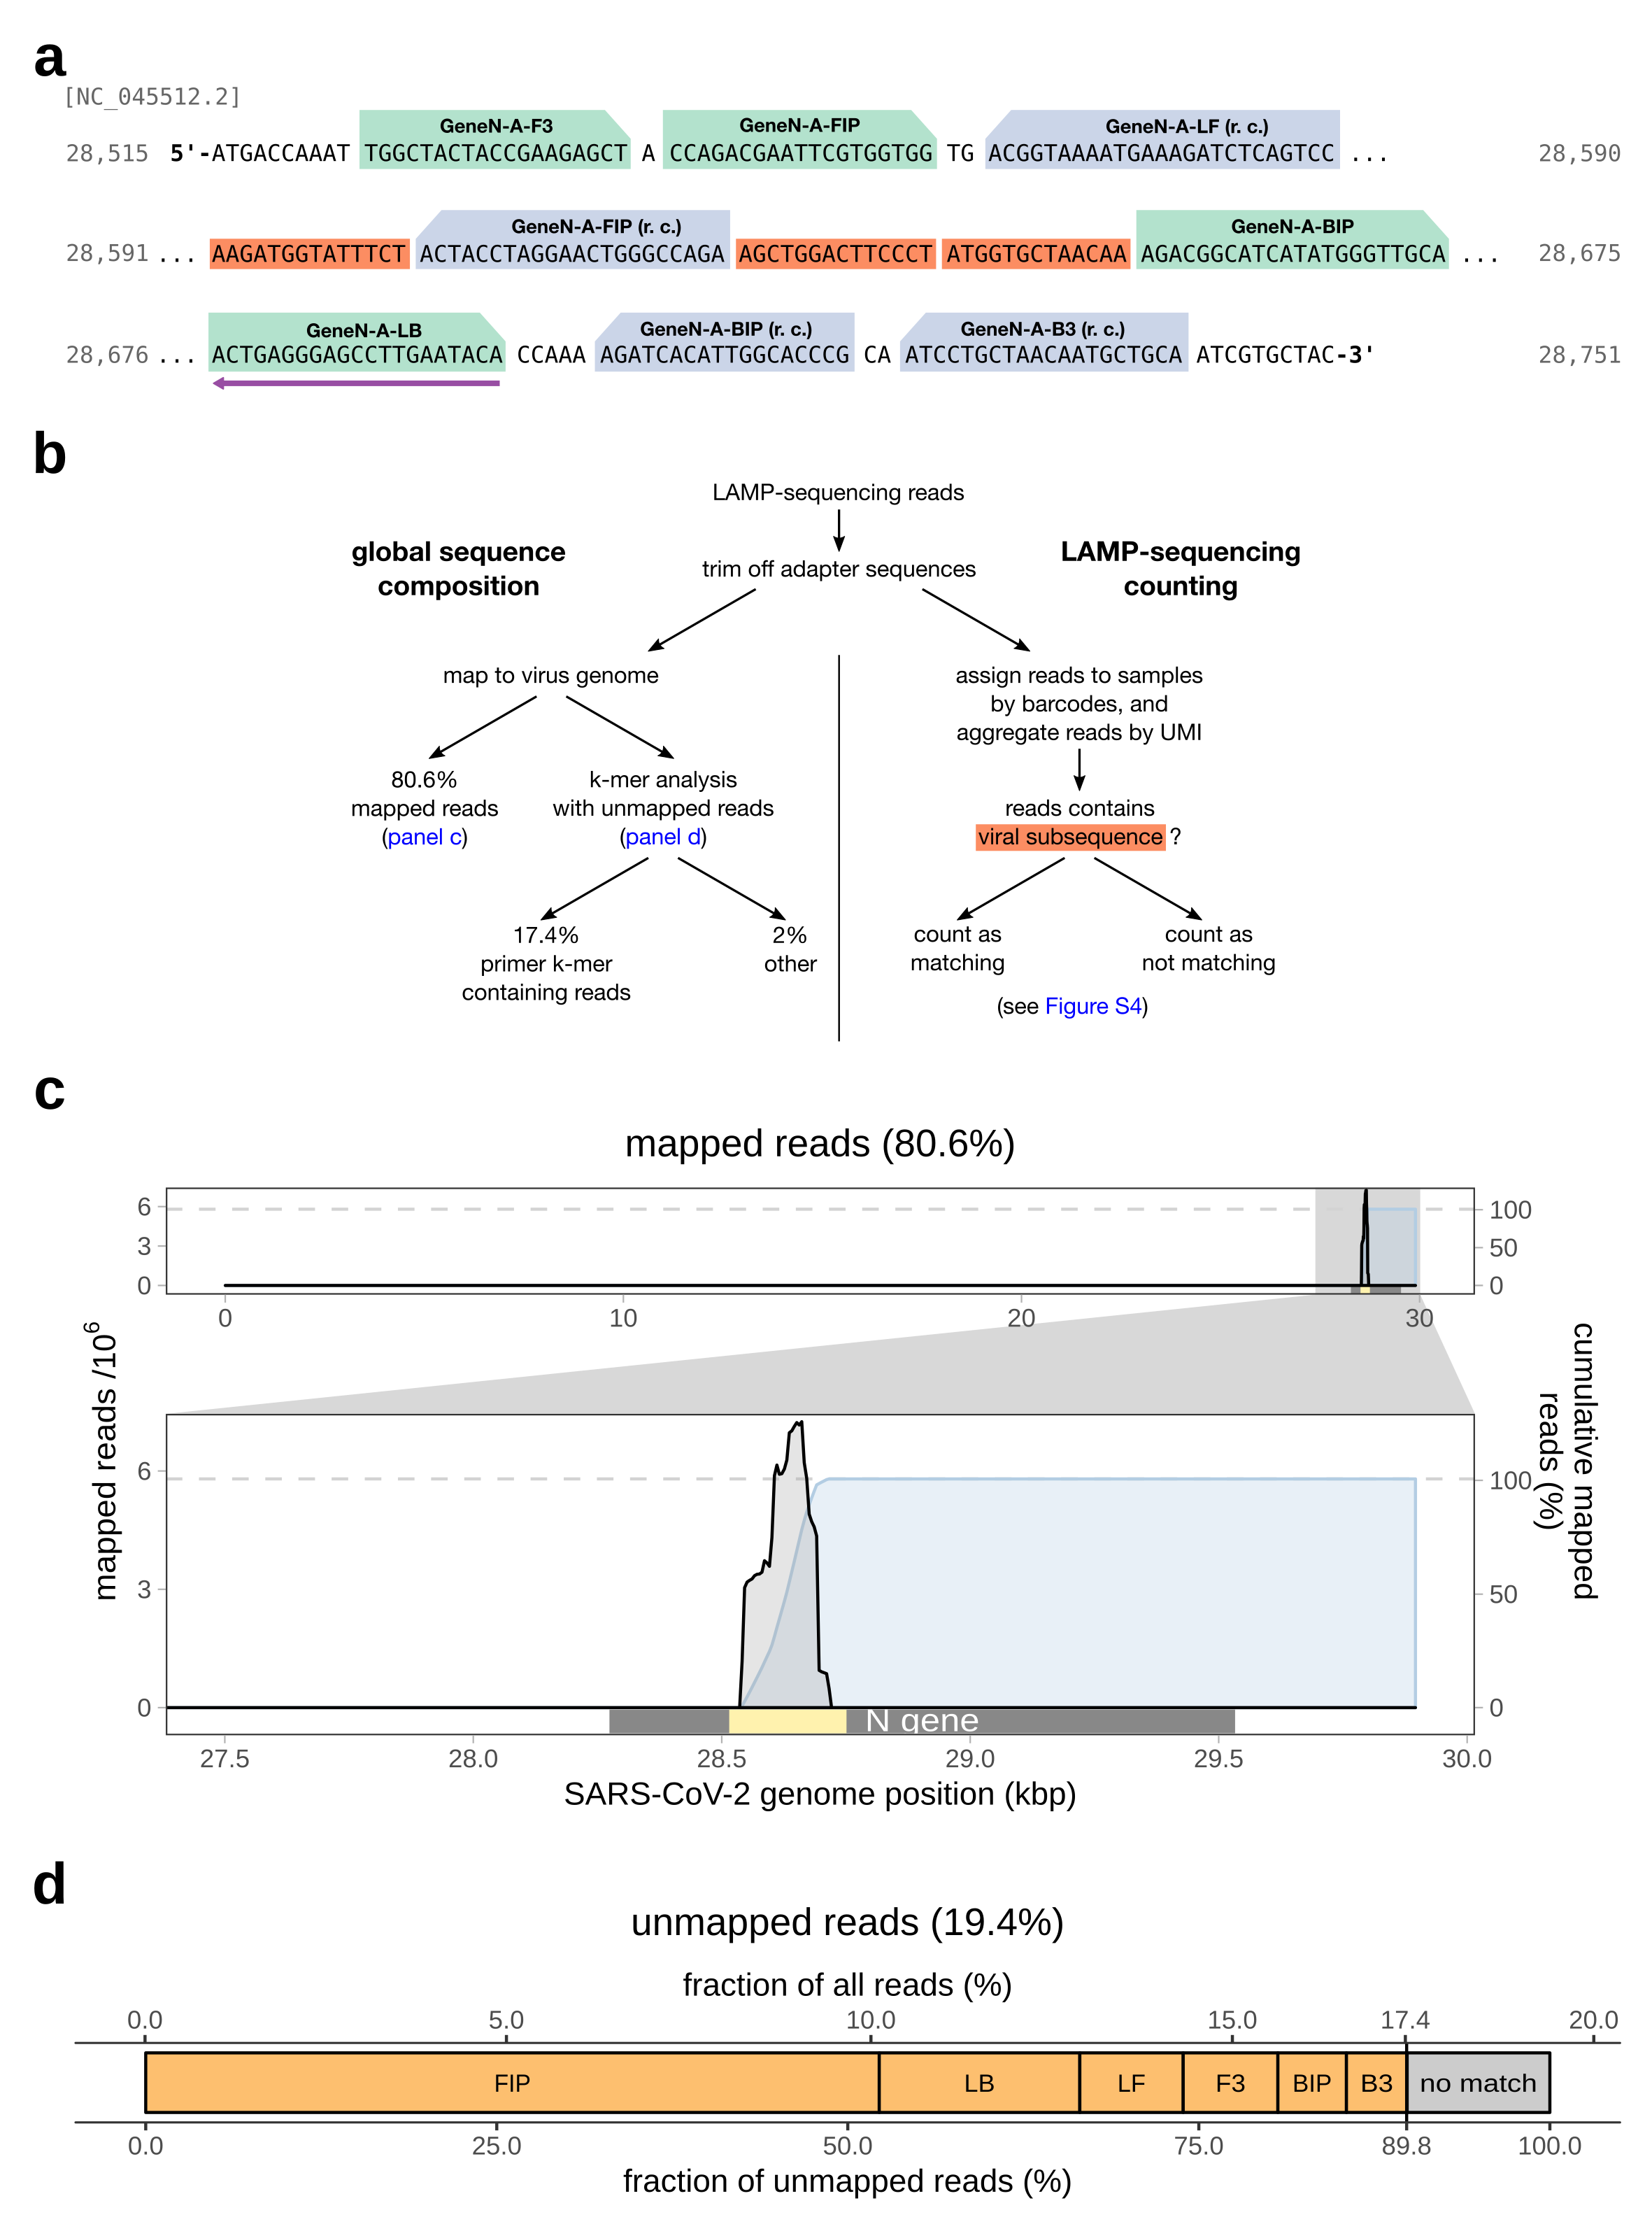 a
[NC_045512.2]
GeneN-A-F3 GeneN-A-FIP GeneN-A-LF (r. c.)
28,515 5'-ATGACCAAAT TGGCTACTACCGAAGAGCT A CCAGACGAATTCGTGGTGG TG ACGGTAAAATGAAAGATCTCAGTCC ... 28,590
GeneN-A-FIP (r. c.) GeneN-A-BIP
28,591 ... AAGATGGTATTTCT ACTACCTAGGAACTGGGCCAGA AGCTGGACTTCCCT ATGGTGCTAACAA AGACGGCATCATATGGGTTGCA ... 28,675
GeneN-A-LB GeneN-A-BIP (r. c.) GeneN-A-B3 (r. c.)
28,676 ... ACTGAGGGAGCCTTGAATACA CCAAA AGATCACATTGGCACCCG CA ATCCTGCTAACAATGCTGCA ATCGTGCTAC-3' 28,751
b
LAMP-sequencing reads
trim off adapter sequences
global sequence
composition
LAMP-sequencing
counting
map to virus genome
80.6%
mapped reads
(panel c)
k-mer analysis
with unmapped reads
(panel d)
17.4%
primer k-mer
containing reads
2%
other
assign reads to samples
by barcodes, and
aggregate reads by UMI
reads contains
viral subsequence ?
count as
matching
count as
not matching
(see Figure S4)
c
mapped reads (80.6%)
6
3
0
100
50
0
0 10 20 30
mapped reads /10⁶
cumulative mapped
reads (%)
6
3
0
100
50
0
N gene
27.5 28.0 28.5 29.0 29.5 30.0
SARS-CoV-2 genome position (kbp)
d
unmapped reads (19.4%)
fraction of all reads (%)
0.0 5.0 10.0 15.0 17.4 20.0
FIP LB LF F3 BIP B3 no match
0.0 25.0 50.0 75.0 89.8 100.0
fraction of unmapped reads (%)